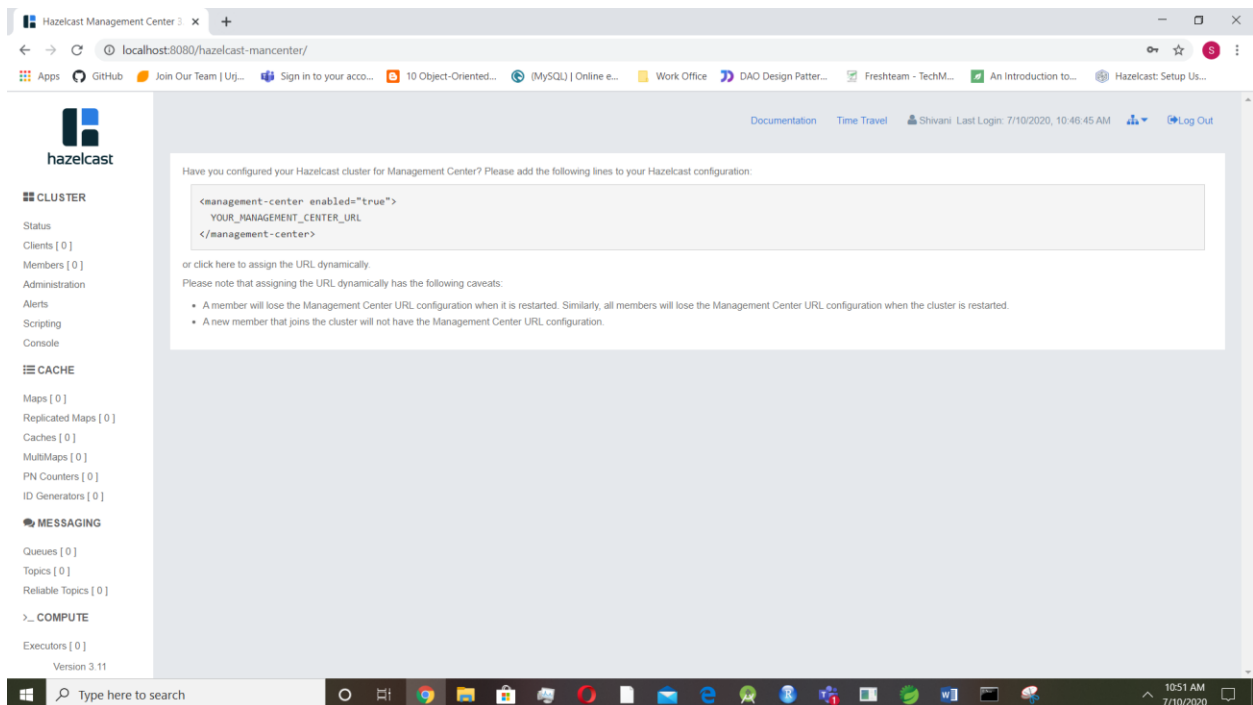 Hazelcast Management Center 3.
localhost:8080/hazelcast-mancenter/
S
Apps GitHub Join Our Team | Urj... Sign in to your acco... 10 Object-Oriented... (MySQL) | Online e... Work Office DAO Design Patter... Freshteam - TechM... An Introduction to... Hazelcast: Setup Us...
hazelcast
Documentation Time Travel Shivani Last Login: 7/10/2020, 10:46:45 AM Log Out
CLUSTER
Status
Clients [ 0 ]
Members [ 0 ]
Administration
Alerts
Scripting
Console
CACHE
Maps [ 0 ]
Replicated Maps [ 0 ]
Caches [ 0 ]
MultiMaps [ 0 ]
PN Counters [ 0 ]
ID Generators [ 0 ]
MESSAGING
Queues [ 0 ]
Topics [ 0 ]
Reliable Topics [ 0 ]
>_ COMPUTE
Executors [ 0 ]
Version 3.11
Have you configured your Hazelcast cluster for Management Center? Please add the following lines to your Hazelcast configuration:
<management-center enabled="true">
YOUR_MANAGEMENT_CENTER_URL
</management-center>
or click here to assign the URL dynamically.
Please note that assigning the URL dynamically has the following caveats:
• A member will lose the Management Center URL configuration when it is restarted. Similarly, all members will lose the Management Center URL configuration when the cluster is restarted.
• A new member that joins the cluster will not have the Management Center URL configuration.
Type here to search
10:51 AM
7/10/2020